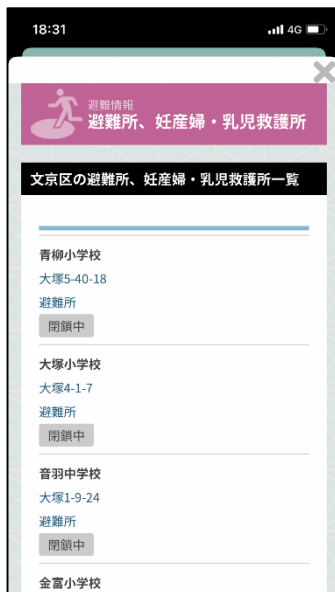 18:31
4G
避難情報
避難所、妊産婦・乳児救護所
文京区の避難所、妊産婦・乳児救護所一覧
青柳小学校
大塚5-40-18
避難所
閉鎖中
大塚小学校
大塚4-1-7
避難所
閉鎖中
音羽中学校
大塚1-9-24
避難所
閉鎖中
金富小学校